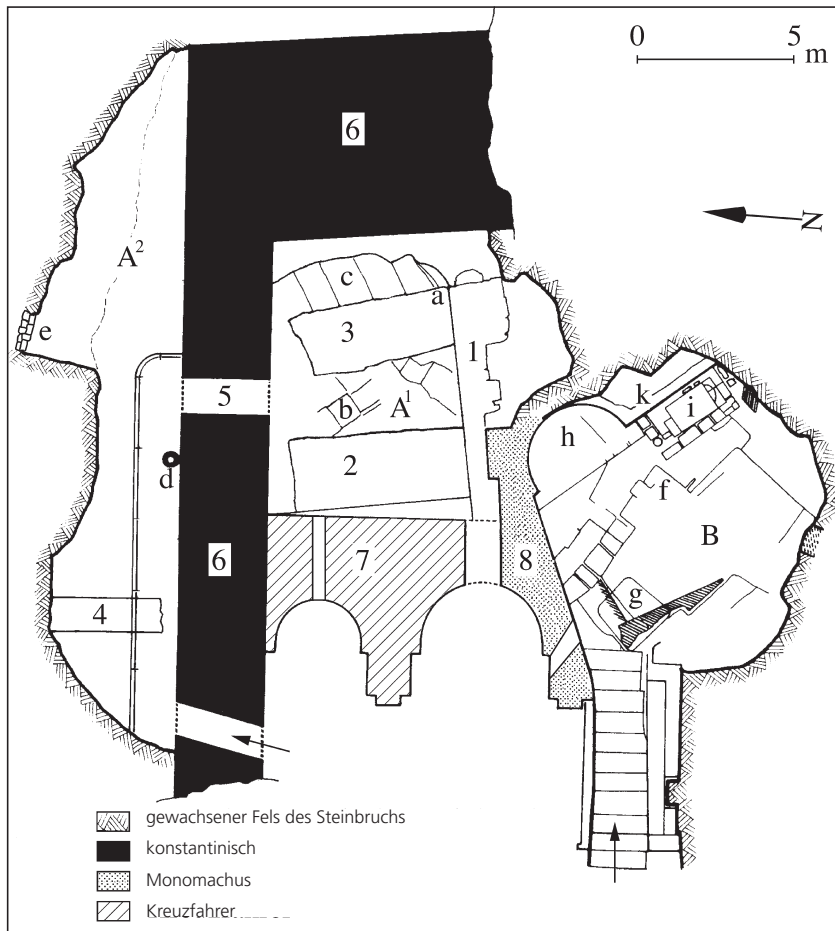 0 5 m
6
N
A²
c
a
3
1
e
5
b
A¹
k
i
h
d
2
f
B
6
7
8
g
4
gewachsener Fels des Steinbruchs
konstantinisch
Monomachus
Kreuzfahrer